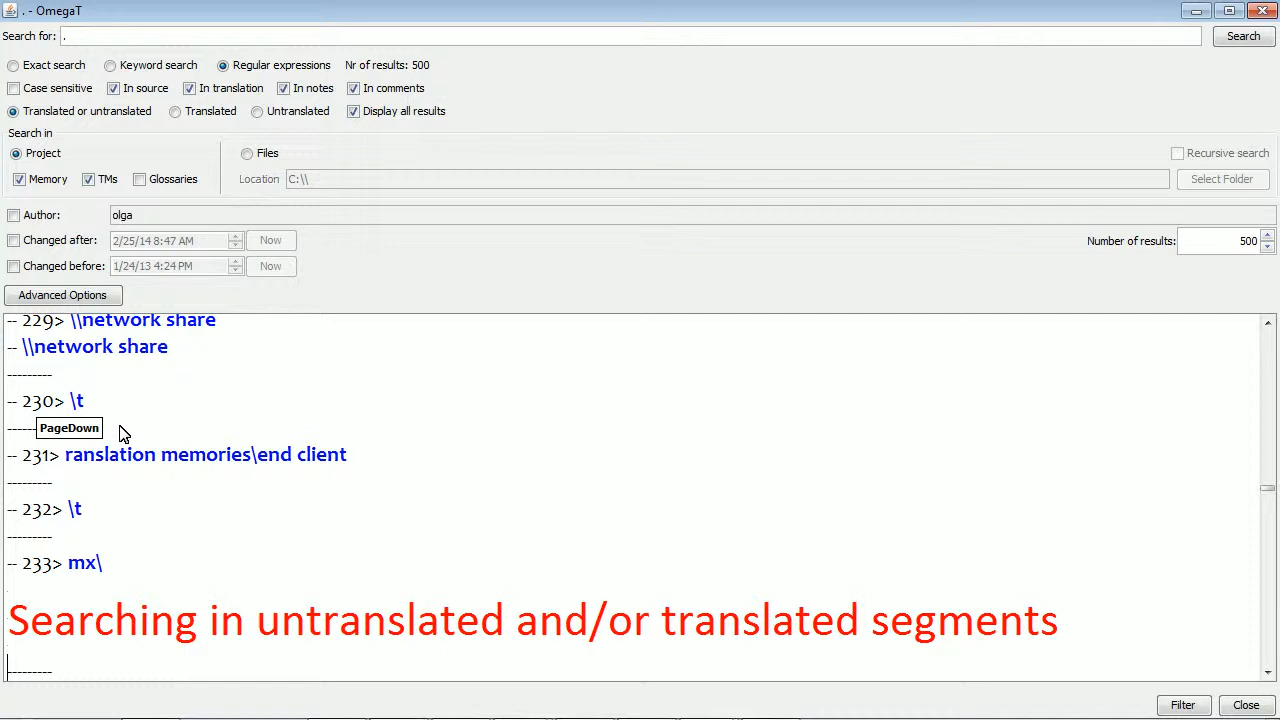 . - OmegaT
Search for: .
Search
Exact search Keyword search Regular expressions Nr of results: 500
Case sensitive In source In translation In notes In comments
Translated or untranslated Translated Untranslated Display all results
Search in
Project Files Recursive search
Memory TMs Glossaries Location C:\\ Select Folder
Author: olga
Changed after: 2/25/14 8:47 AM Now Number of results: 500
Changed before: 1/24/13 4:24 PM Now
Advanced Options
-- 229> \\network share
-- \\network share
---------
-- 230> \t
------ PageDown
-- 231> ranslation memories\end client
---------
-- 232> \t
---------
-- 233> mx\
Searching in untranslated and/or translated segments
---------
Filter Close